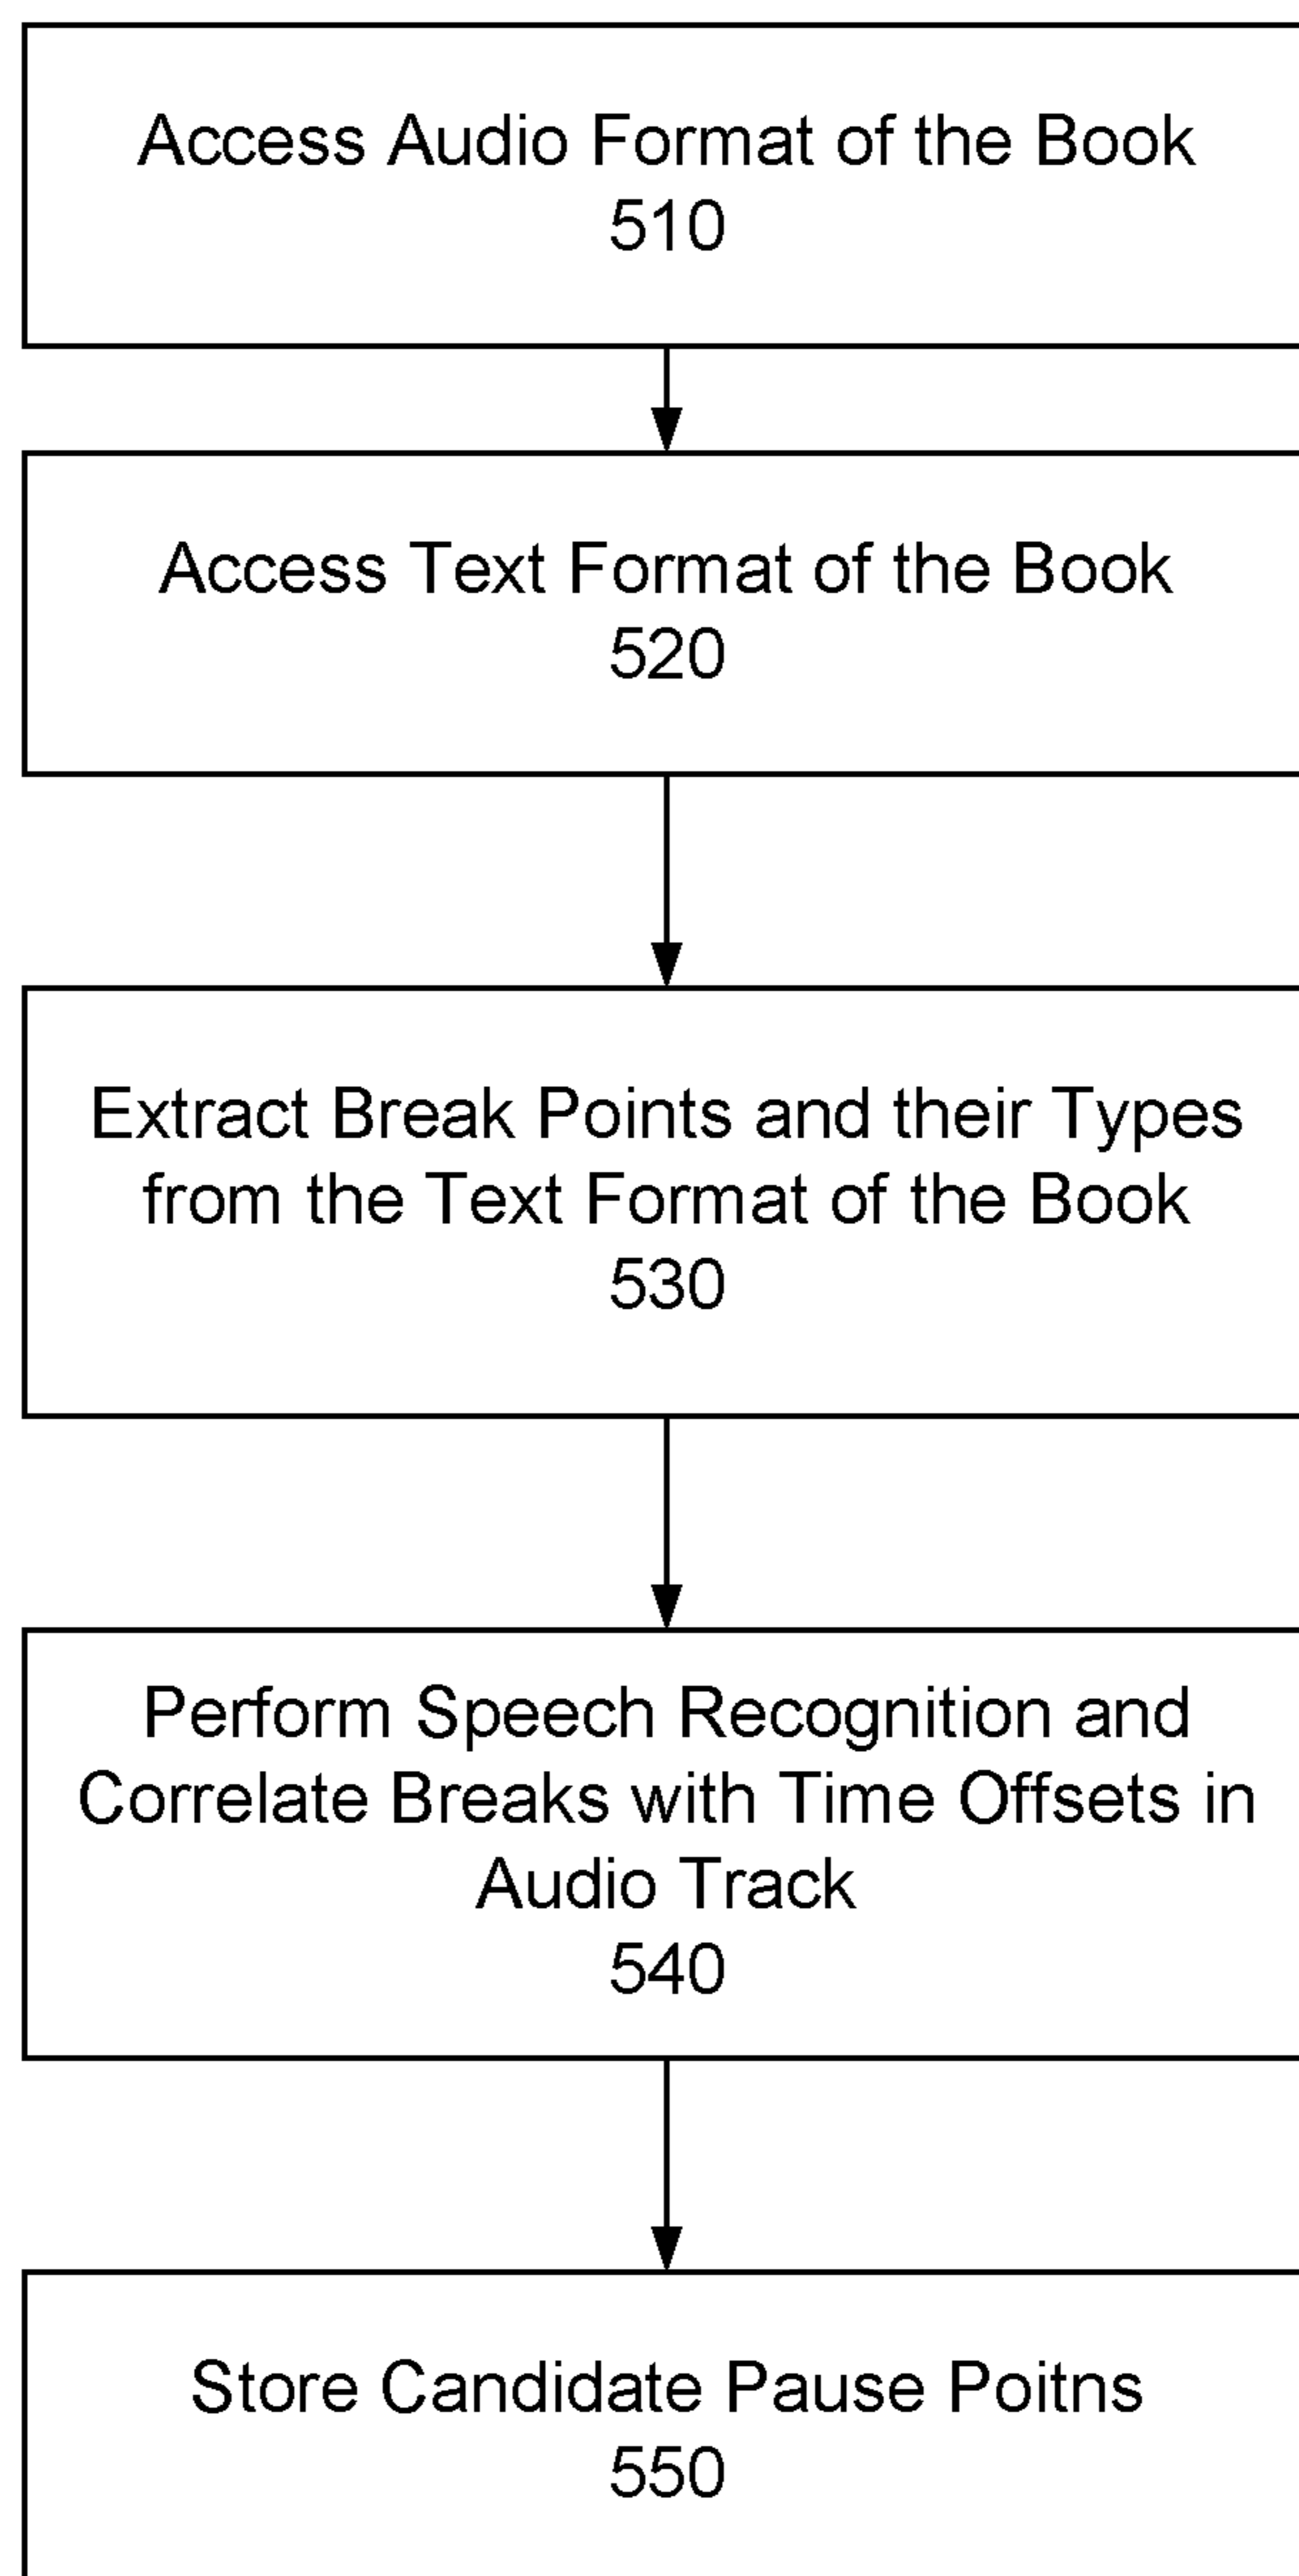 Access Audio Format of the Book
510
Access Text Format of the Book
520
Extract Break Points and their Types
from the Text Format of the Book
530
Perform Speech Recognition and
Correlate Breaks with Time Offsets in
Audio Track
540
Store Candidate Pause Poitns
550